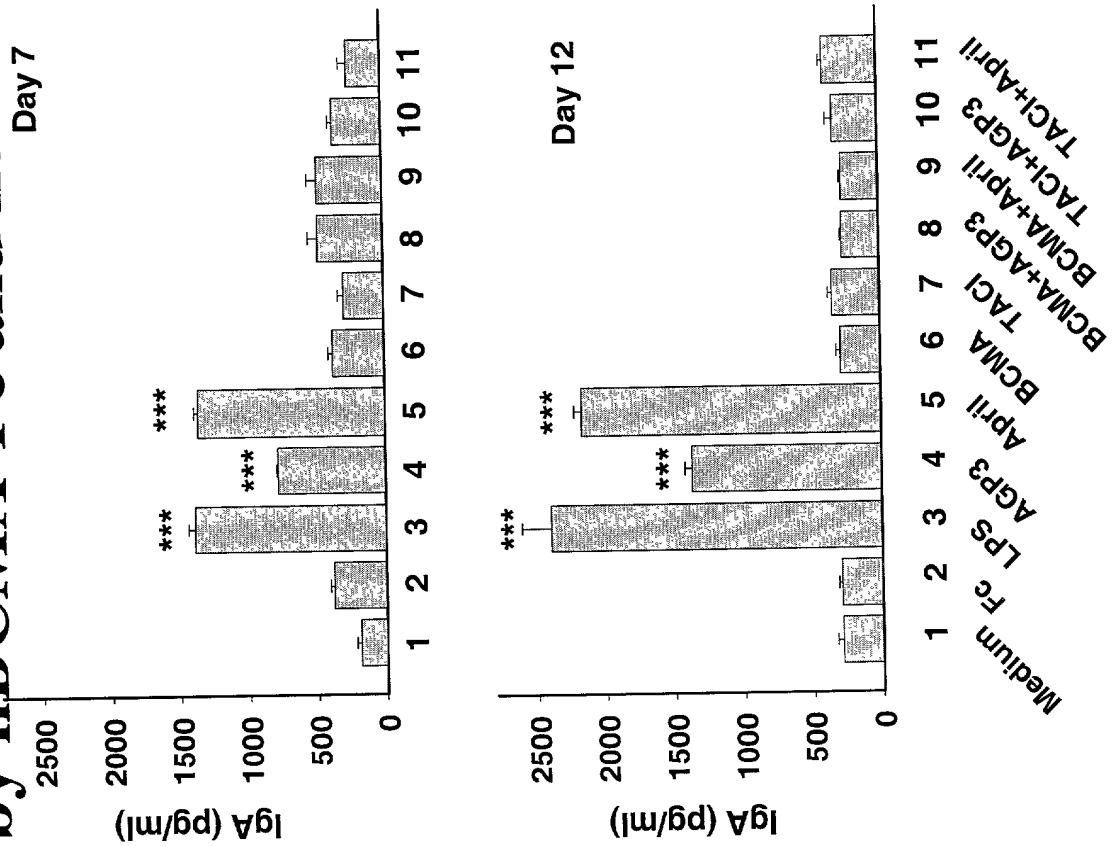 by
Day 7
IgA (pg/ml)
2500
2000
1500
1000
500
0
***
***
***
1 2 3 4 5 6 7 8 9 10 11
Day 12
IgA (pg/ml)
2500
2000
1500
1000
500
0
***
***
***
1 2 3 4 5 6 7 8 9 10 11
Medium
Fc
LPS
AGP3
April
BCMA
TACI
BCMA+AGP3
BCMA+April
TACI+AGP3
TACI+April